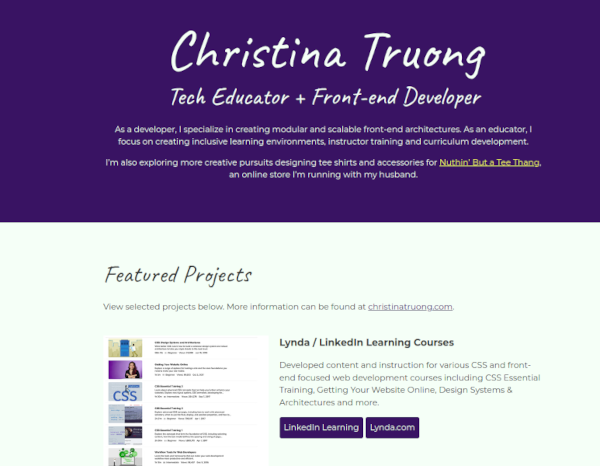 Christina Truong
Tech Educator + Front-end Developer
As a developer, I specialize in creating modular and scalable front-end architectures. As an educator, I
focus on creating inclusive learning environments, instructor training and curriculum development.
I'm also exploring more creative pursuits designing tee shirts and accessories for Nuthin' But a Tee Thang,
an online store I'm running with my husband.
Featured Projects
View selected projects below. More information can be found at christinatruong.com.
Lynda / LinkedIn Learning Courses
Developed content and instruction for various CSS and front-
end focused web development courses including CSS Essential
Training, Getting Your Website Online, Design Systems &
Architectures and more.
LinkedIn Learning Lynda.com
CSS